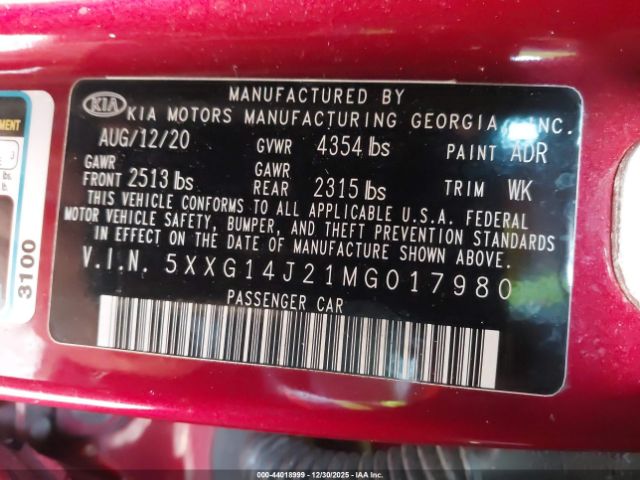 MANUFACTURED BY
KIA KIA MOTORS MANUFACTURING GEORGIA, INC.
AUG/12/20 GVWR 4354 lbs PAINT ADR
GAWR FRONT 2513 lbs GAWR REAR 2315 lbs TRIM WK
THIS VEHICLE CONFORMS TO ALL APPLICABLE U.S.A. FEDERAL
MOTOR VEHICLE SAFETY, BUMPER, AND THEFT PREVENTION STANDARDS
IN EFFECT ON THE DATE OF MANUFACTURE SHOWN ABOVE.
V.I.N. 5XXG14J21MG017980
PASSENGER CAR
3100
000-44018999 • 12/30/2025 • IAA Inc.